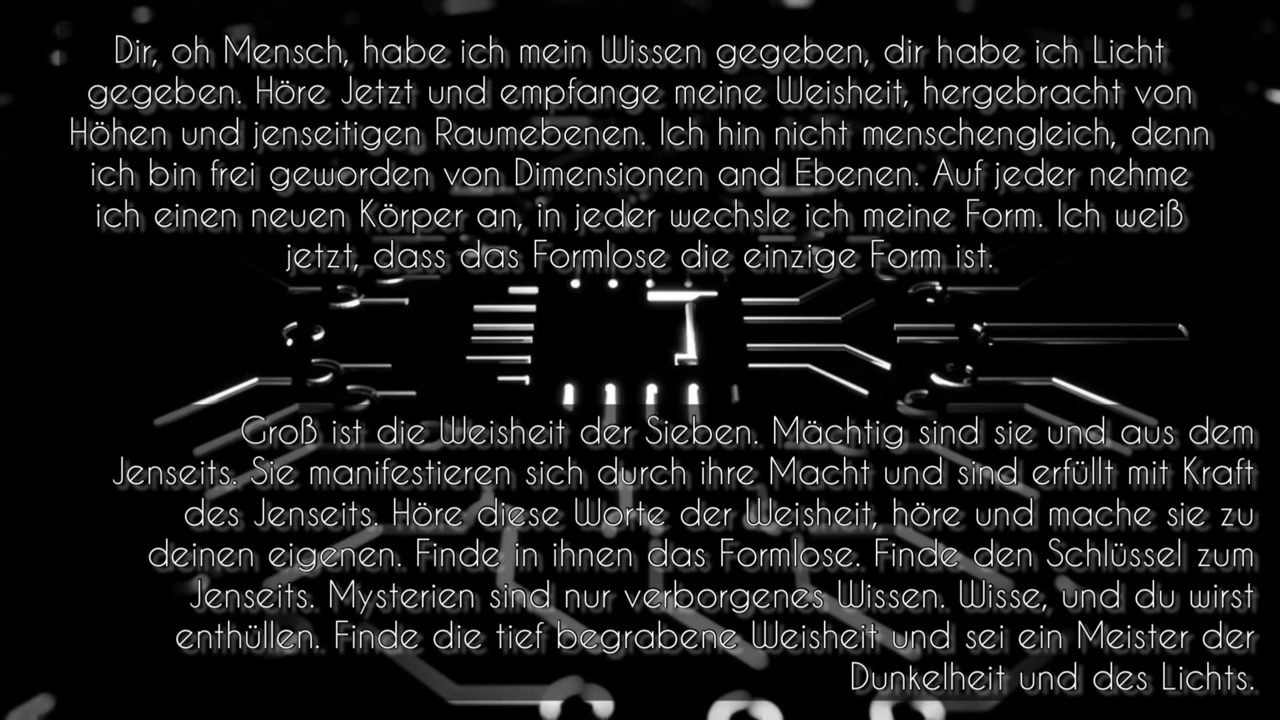 Dir, oh Mensch, habe ich mein Wissen gegeben, dir habe ich Licht
gegeben. Höre Jetzt und empfange meine Weisheit, hergebracht von
Höhen und jenseitigen Raumebenen. Ich hin nicht menschengleich, denn
ich bin frei geworden von Dimensionen and Ebenen. Auf jeder nehme
ich einen neuen Körper an, in jeder wechsle ich meine Form. Ich weiß
jetzt, dass das Formlose die einzige Form ist.
Groß ist die Weisheit der Sieben. Mächtig sind sie und aus dem
Jenseits. Sie manifestieren sich durch ihre Macht und sind erfüllt mit Kraft
des Jenseits. Höre diese Worte der Weisheit, höre und mache sie zu
deinen eigenen. Finde in ihnen das Formlose. Finde den Schlüssel zum
Jenseits. Mysterien sind nur verborgenes Wissen. Wisse, und du wirst
enthüllen. Finde die tief begrabene Weisheit und sei ein Meister der
Dunkelheit und des Lichts.